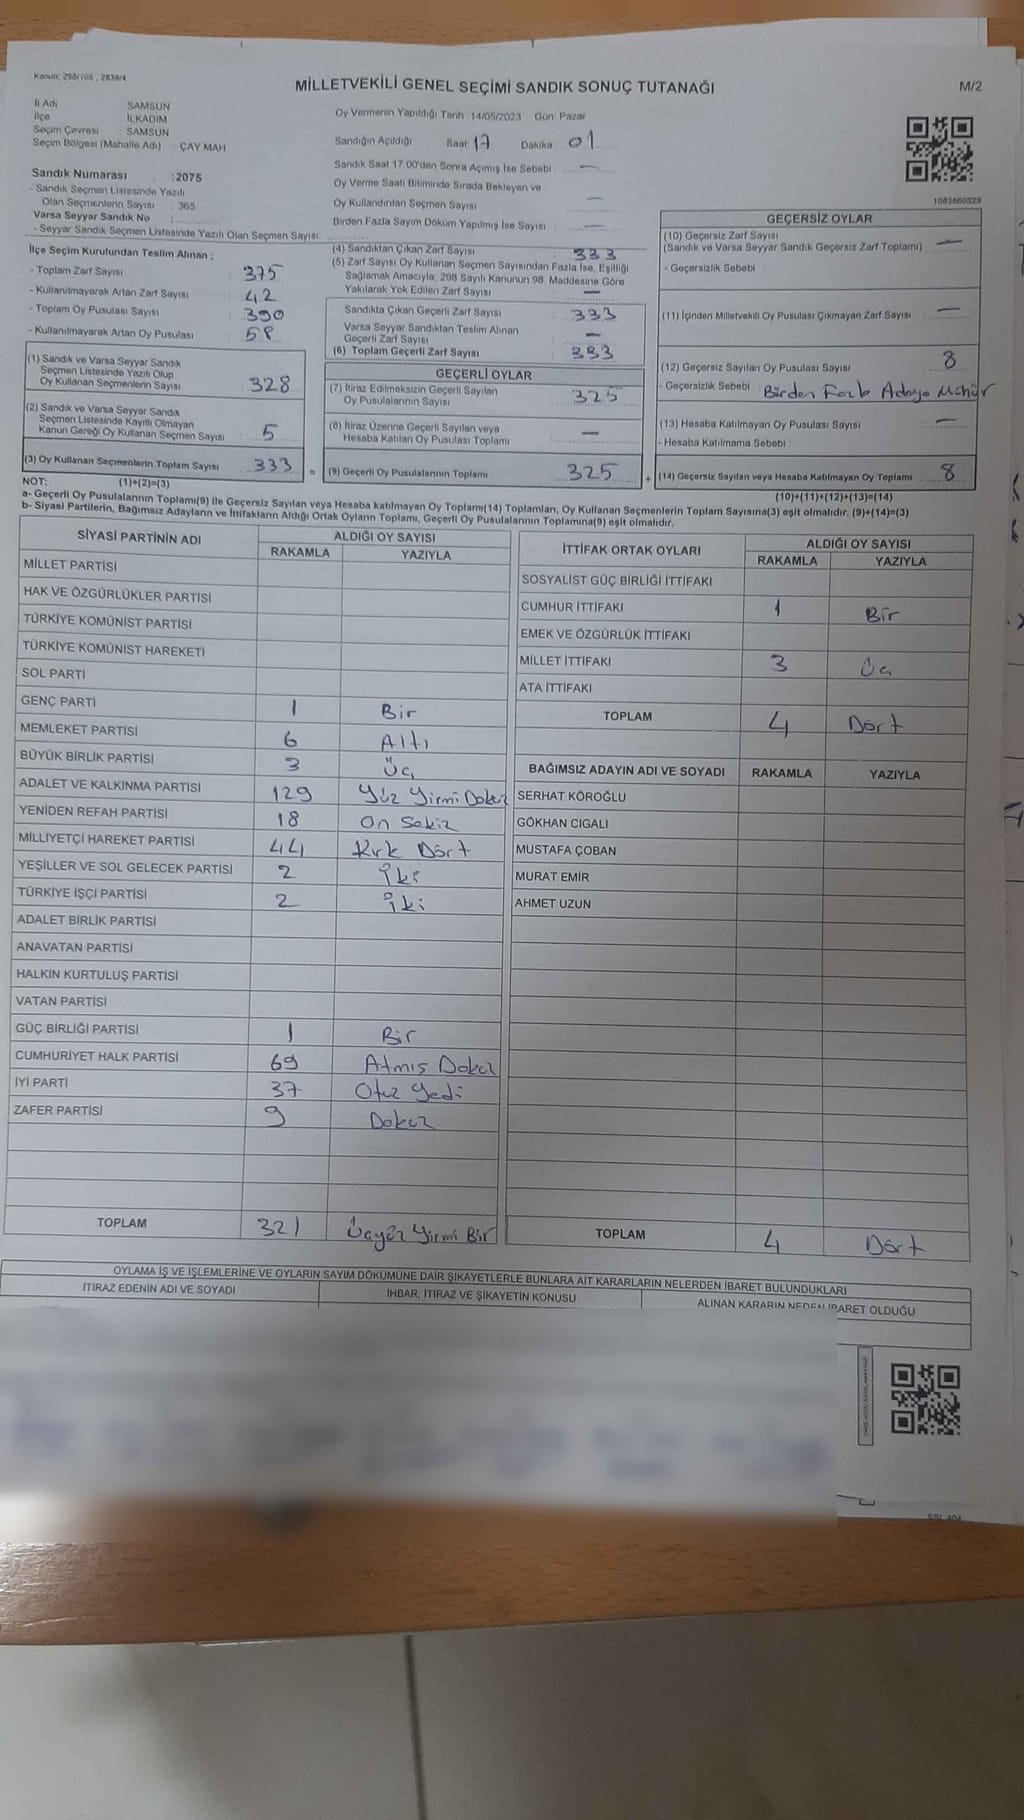 Kanun: 298/105 , 2839/4
MİLLETVEKİLİ GENEL SEÇİMİ SANDIK SONUÇ TUTANAĞI
M/2
İl Adı SAMSUN
İlçe İLKADIM
Seçim Çevresi : SAMSUN
Seçim Bölgesi (Mahalle Adı) : ÇAY MAH
Sandık Numarası :2075
- Sandık Seçmen Listesinde Yazılı
Olan Seçmenlerin Sayısı : 365
Varsa Seyyar Sandık No :
- Seyyar Sandık Seçmen Listesinde Yazılı Olan Seçmen Sayısı:
Oy Vermenin Yapıldığı Tarih :14/05/2023 Gün: Pazar
Sandığın Açıldığı Saat 17 Dakika : 01
Sandık Saat 17:00'den Sonra Açılmış İse Sebebi : —
Oy Verme Saati Bitiminde Sırada Bekleyen ve
Oy Kullandırılan Seçmen Sayısı : —
Birden Fazla Sayım Döküm Yapılmış İse Sayısı : —
1083860829
İlçe Seçim Kurulundan Teslim Alınan ;
- Toplam Zarf Sayısı : 375
- Kullanılmayarak Artan Zarf Sayısı : 42
- Toplam Oy Pusulası Sayısı : 390
- Kullanılmayarak Artan Oy Pusulası : 58
(1) Sandık ve Varsa Seyyar Sandık
Seçmen Listesinde Yazılı Olup
Oy Kullanan Seçmenlerin Sayısı : 328
(2) Sandık ve Varsa Seyyar Sandık
Seçmen Listesinde Kayıtlı Olmayan
Kanun Gereği Oy Kullanan Seçmen Sayısı : 5
(3) Oy Kullanan Seçmenlerin Toplam Sayısı : 333 =
(4) Sandıktan Çıkan Zarf Sayısı : 333
(5) Zarf Sayısı Oy Kullanan Seçmen Sayısından Fazla İse, Eşitliği
Sağlamak Amacıyla, 298 Sayılı Kanunun 98. Maddesine Göre
Yakılarak Yok Edilen Zarf Sayısı : —
Sandıkta Çıkan Geçerli Zarf Sayısı : 333
Varsa Seyyar Sandıktan Teslim Alınan
Geçerli Zarf Sayısı : —
(6) Toplam Geçerli Zarf Sayısı : 333
GEÇERLİ OYLAR
(7) İtiraz Edilmeksizin Geçerli Sayılan
Oy Pusulalarının Sayısı : 325
(8) İtiraz Üzerine Geçerli Sayılan veya
Hesaba Katılan Oy Pusulası Toplamı : —
(9) Geçerli Oy Pusulalarının Toplamı : 325 +
GEÇERSİZ OYLAR
(10) Geçersiz Zarf Sayısı
(Sandık ve Varsa Seyyar Sandık Geçersiz Zarf Toplamı) : —
- Geçersizlik Sebebi :
(11) İçinden Milletvekili Oy Pusulası Çıkmayan Zarf Sayısı : —
(12) Geçersiz Sayılan Oy Pusulası Sayısı : 8
- Geçersizlik Sebebi : Birden Fazla Adaya Mühür
(13) Hesaba Katılmayan Oy Pusulası Sayısı : —
- Hesaba Katılmama Sebebi :
(14) Geçersiz Sayılan veya Hesaba Katılmayan Oy Toplamı : 8
NOT: (1)+(2)=(3)
(10)+(11)+(12)+(13)=(14)
a- Geçerli Oy Pusulalarının Toplamı(9) ile Geçersiz Sayılan veya Hesaba katılmayan Oy Toplamı(14) Toplamları, Oy Kullanan Seçmenlerin Toplam Sayısına(3) eşit olmalıdır. (9)+(14)=(3)
b- Siyasi Partilerin, Bağımsız Adayların ve İttifakların Aldığı Ortak Oyların Toplamı, Geçerli Oy Pusulalarının Toplamına(9) eşit olmalıdır.
SİYASİ PARTİNİN ADI ALDIĞI OY SAYISI
RAKAMLA YAZIYLA
MİLLET PARTİSİ
HAK VE ÖZGÜRLÜKLER PARTİSİ
TÜRKİYE KOMÜNİST PARTİSİ
TÜRKİYE KOMÜNİST HAREKETİ
SOL PARTİ
GENÇ PARTİ 1 Bir
MEMLEKET PARTİSİ 6 Altı
BÜYÜK BİRLİK PARTİSİ 3 Üç
ADALET VE KALKINMA PARTİSİ 129 Yüz Yirmi Dokuz
YENİDEN REFAH PARTİSİ 18 On Sekiz
MİLLİYETÇİ HAREKET PARTİSİ 44 Kırk Dört
YEŞİLLER VE SOL GELECEK PARTİSİ 2 İki
TÜRKİYE İŞÇİ PARTİSİ 2 İki
ADALET BİRLİK PARTİSİ
ANAVATAN PARTİSİ
HALKIN KURTULUŞ PARTİSİ
VATAN PARTİSİ
GÜÇ BİRLİĞİ PARTİSİ 1 Bir
CUMHURİYET HALK PARTİSİ 69 Atmış Dokuz
İYİ PARTİ 37 Otuz Yedi
ZAFER PARTİSİ 9 Dokuz
TOPLAM 321 Üçyüz Yirmi Bir
İTTİFAK ORTAK OYLARI ALDIĞI OY SAYISI
RAKAMLA YAZIYLA
SOSYALİST GÜÇ BİRLİĞİ İTTİFAKI
CUMHUR İTTİFAKI 1 Bir
EMEK VE ÖZGÜRLÜK İTTİFAKI
MİLLET İTTİFAKI 3 Üç
ATA İTTİFAKI
TOPLAM 4 Dört
BAĞIMSIZ ADAYIN ADI VE SOYADI RAKAMLA YAZIYLA
SERHAT KÖROĞLU
GÖKHAN CIGALI
MUSTAFA ÇOBAN
MURAT EMİR
AHMET UZUN
TOPLAM 4 Dört
OYLAMA İŞ VE İŞLEMLERİNE VE OYLARIN SAYIM DÖKÜMÜNE DAİR ŞİKAYETLERLE BUNLARA AİT KARARLARIN NELERDEN İBARET BULUNDUKLARI
İTİRAZ EDENİN ADI VE SOYADI İHBAR, İTİRAZ VE ŞİKAYETİN KONUSU ALINAN KARARIN NEDEN İBARET OLDUĞU